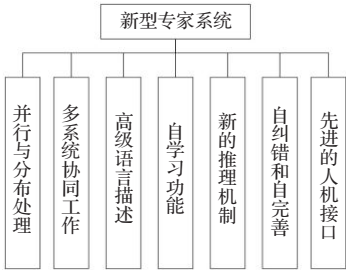 新型专家系统
并行与分布处理
多系统协同工作
高级语言描述
自学习功能
新的推理机制
自纠错和自完善
先进的人机接口